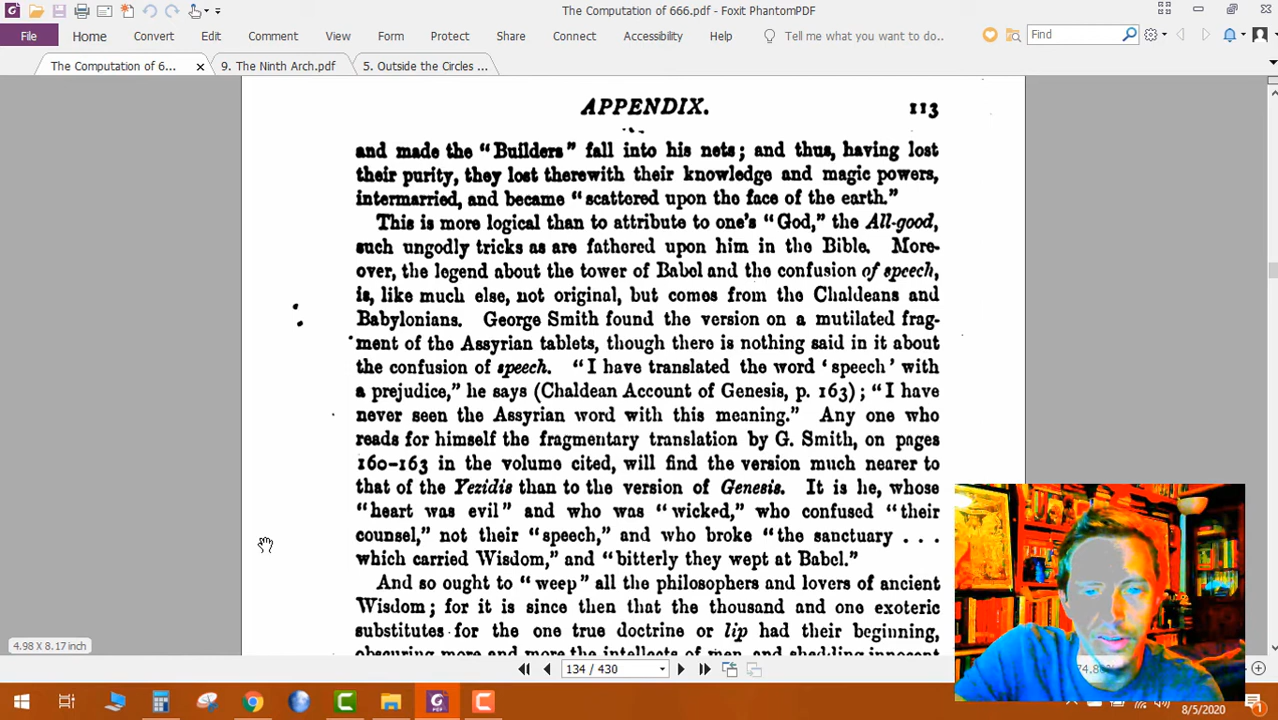 The Computation of 666.pdf - Foxit PhantomPDF
File Home Convert Edit Comment View Form Protect Share Connect Accessibility Help Tell me what you want to do.. Find
The Computation of 6... 9. The Ninth Arch.pdf 5. Outside the Circles ...
APPENDIX. 113
and made the “Builders” fall into his nets; and thus, having lost
their purity, they lost therewith their knowledge and magic powers,
intermarried, and became “scattered upon the face of the earth.”
This is more logical than to attribute to one's “God,” the All-good,
such ungodly tricks as are fathered upon him in the Bible. More-
over, the legend about the tower of Babel and the confusion of speech,
is, like much else, not original, but comes from the Chaldeans and
Babylonians. George Smith found the version on a mutilated frag-
ment of the Assyrian tablets, though there is nothing said in it about
the confusion of speech. “I have translated the word ‘speech’ with
a prejudice,” he says (Chaldean Account of Genesis, p. 163); “I have
never seen the Assyrian word with this meaning.” Any one who
reads for himself the fragmentary translation by G. Smith, on pages
160–163 in the volume cited, will find the version much nearer to
that of the Yezidis than to the version of Genesis. It is he, whose
“heart was evil” and who was “wicked,” who confused “their
counsel,” not their “speech,” and who broke “the sanctuary . . .
which carried Wisdom,” and “bitterly they wept at Babel.”
And so ought to “weep” all the philosophers and lovers of ancient
Wisdom; for it is since then that the thousand and one exoteric
substitutes for the one true doctrine or lip had their beginning,
obscuring more and more the intellects of men, and shedding innocent
4.98 x 8.17 inch
134 / 430
8/5/2020